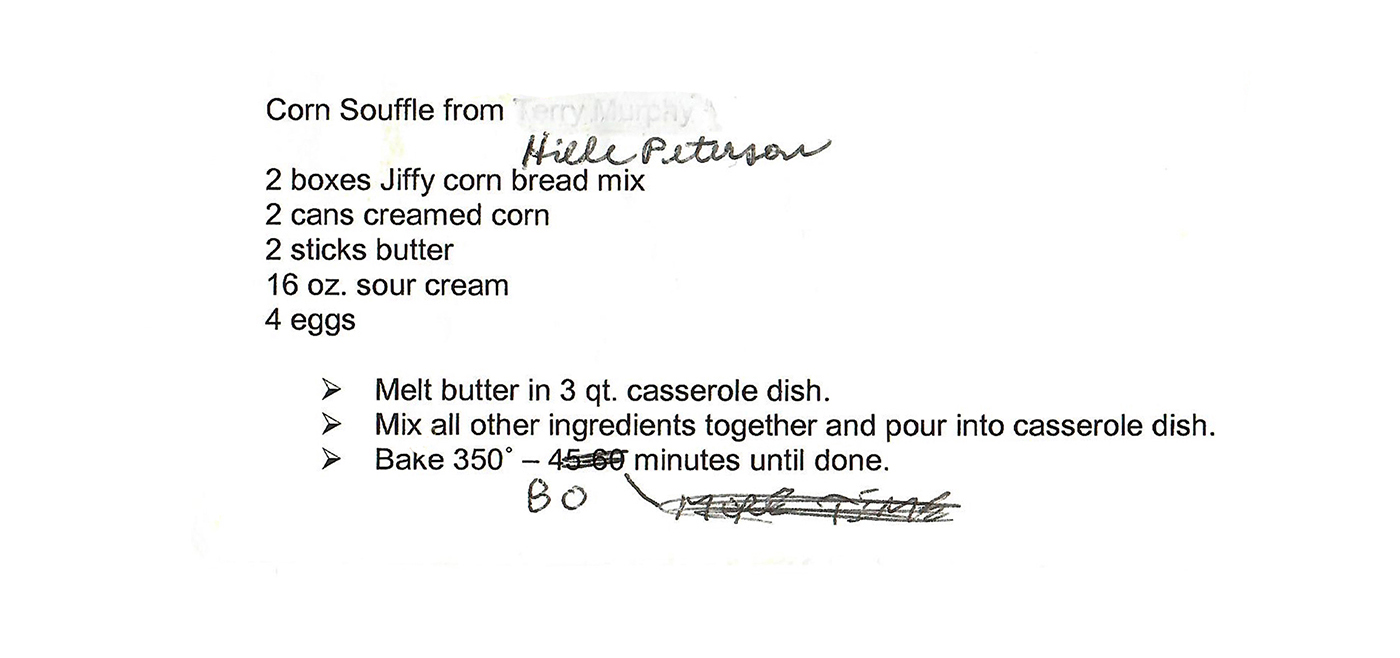 Corn Souffle from Terry Murphy
Hille Peterson
2 boxes Jiffy corn bread mix
2 cans creamed corn
2 sticks butter
16 oz. sour cream
4 eggs
➢ Melt butter in 3 qt. casserole dish.
➢ Mix all other ingredients together and pour into casserole dish.
➢ Bake 350° – 45-60 minutes until done.
80 More Time